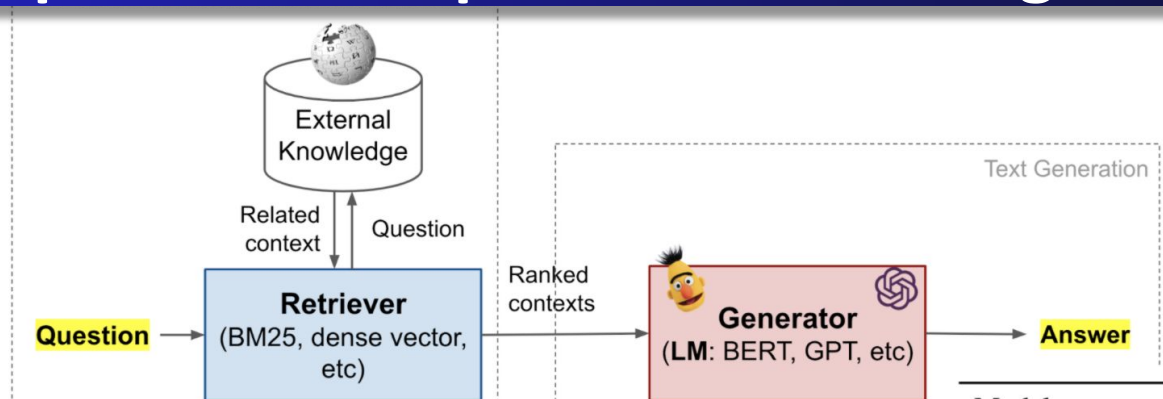 External
Knowledge
Text Generation
Related
context
Question
Ranked
contexts
Question
Retriever
(BM25, dense vector,
etc)
Generator
(LM: BERT, GPT, etc)
Answer